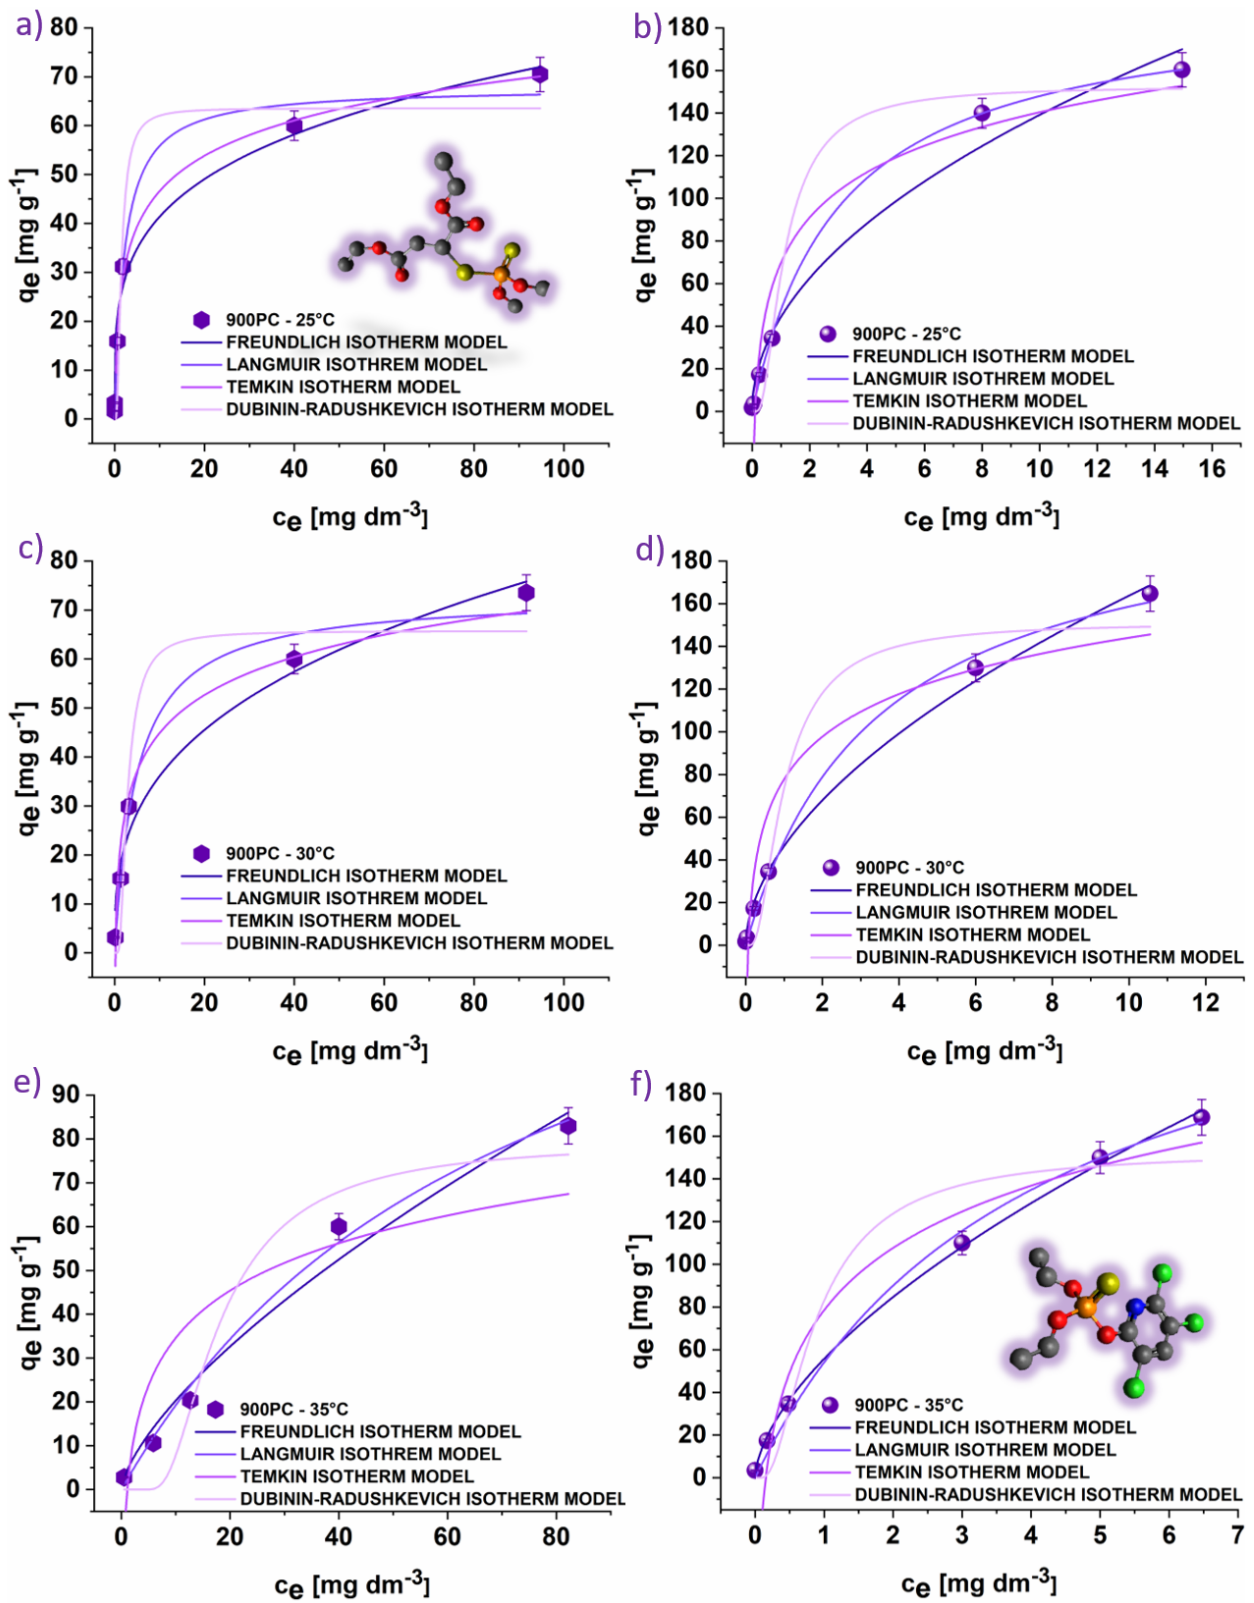 a)
80
70
60
50
40
30
20
10
0
qe [mg g-1]
900PC - 25°C
FREUNDLICH ISOTHERM MODEL
LANGMUIR ISOTHREM MODEL
TEMKIN ISOTHERM MODEL
DUBININ-RADUSHKEVICH ISOTHERM MODEL
0 20 40 60 80 100
ce [mg dm-3]
b)
180
160
140
120
100
80
60
40
20
0
qe [mg g-1]
900PC - 25°C
FREUNDLICH ISOTHERM MODEL
LANGMUIR ISOTHREM MODEL
TEMKIN ISOTHERM MODEL
DUBININ-RADUSHKEVICH ISOTHERM MODEL
0 2 4 6 8 10 12 14 16
ce [mg dm-3]
c)
80
70
60
50
40
30
20
10
0
qe [mg g-1]
900PC - 30°C
FREUNDLICH ISOTHERM MODEL
LANGMUIR ISOTHREM MODEL
TEMKIN ISOTHERM MODEL
DUBININ-RADUSHKEVICH ISOTHERM MODEL
0 20 40 60 80 100
ce [mg dm-3]
d)
180
160
140
120
100
80
60
40
20
0
qe [mg g-1]
900PC - 30°C
FREUNDLICH ISOTHERM MODEL
LANGMUIR ISOTHREM MODEL
TEMKIN ISOTHERM MODEL
DUBININ-RADUSHKEVICH ISOTHERM MODEL
0 2 4 6 8 10 12
ce [mg dm-3]
e)
90
80
70
60
50
40
30
20
10
0
qe [mg g-1]
900PC - 35°C
FREUNDLICH ISOTHERM MODEL
LANGMUIR ISOTHREM MODEL
TEMKIN ISOTHERM MODEL
DUBININ-RADUSHKEVICH ISOTHERM MODEL
0 20 40 60 80
ce [mg dm-3]
f)
180
160
140
120
100
80
60
40
20
0
qe [mg g-1]
900PC - 35°C
FREUNDLICH ISOTHERM MODEL
LANGMUIR ISOTHREM MODEL
TEMKIN ISOTHERM MODEL
DUBININ-RADUSHKEVICH ISOTHERM MODEL
0 1 2 3 4 5 6 7
ce [mg dm-3]